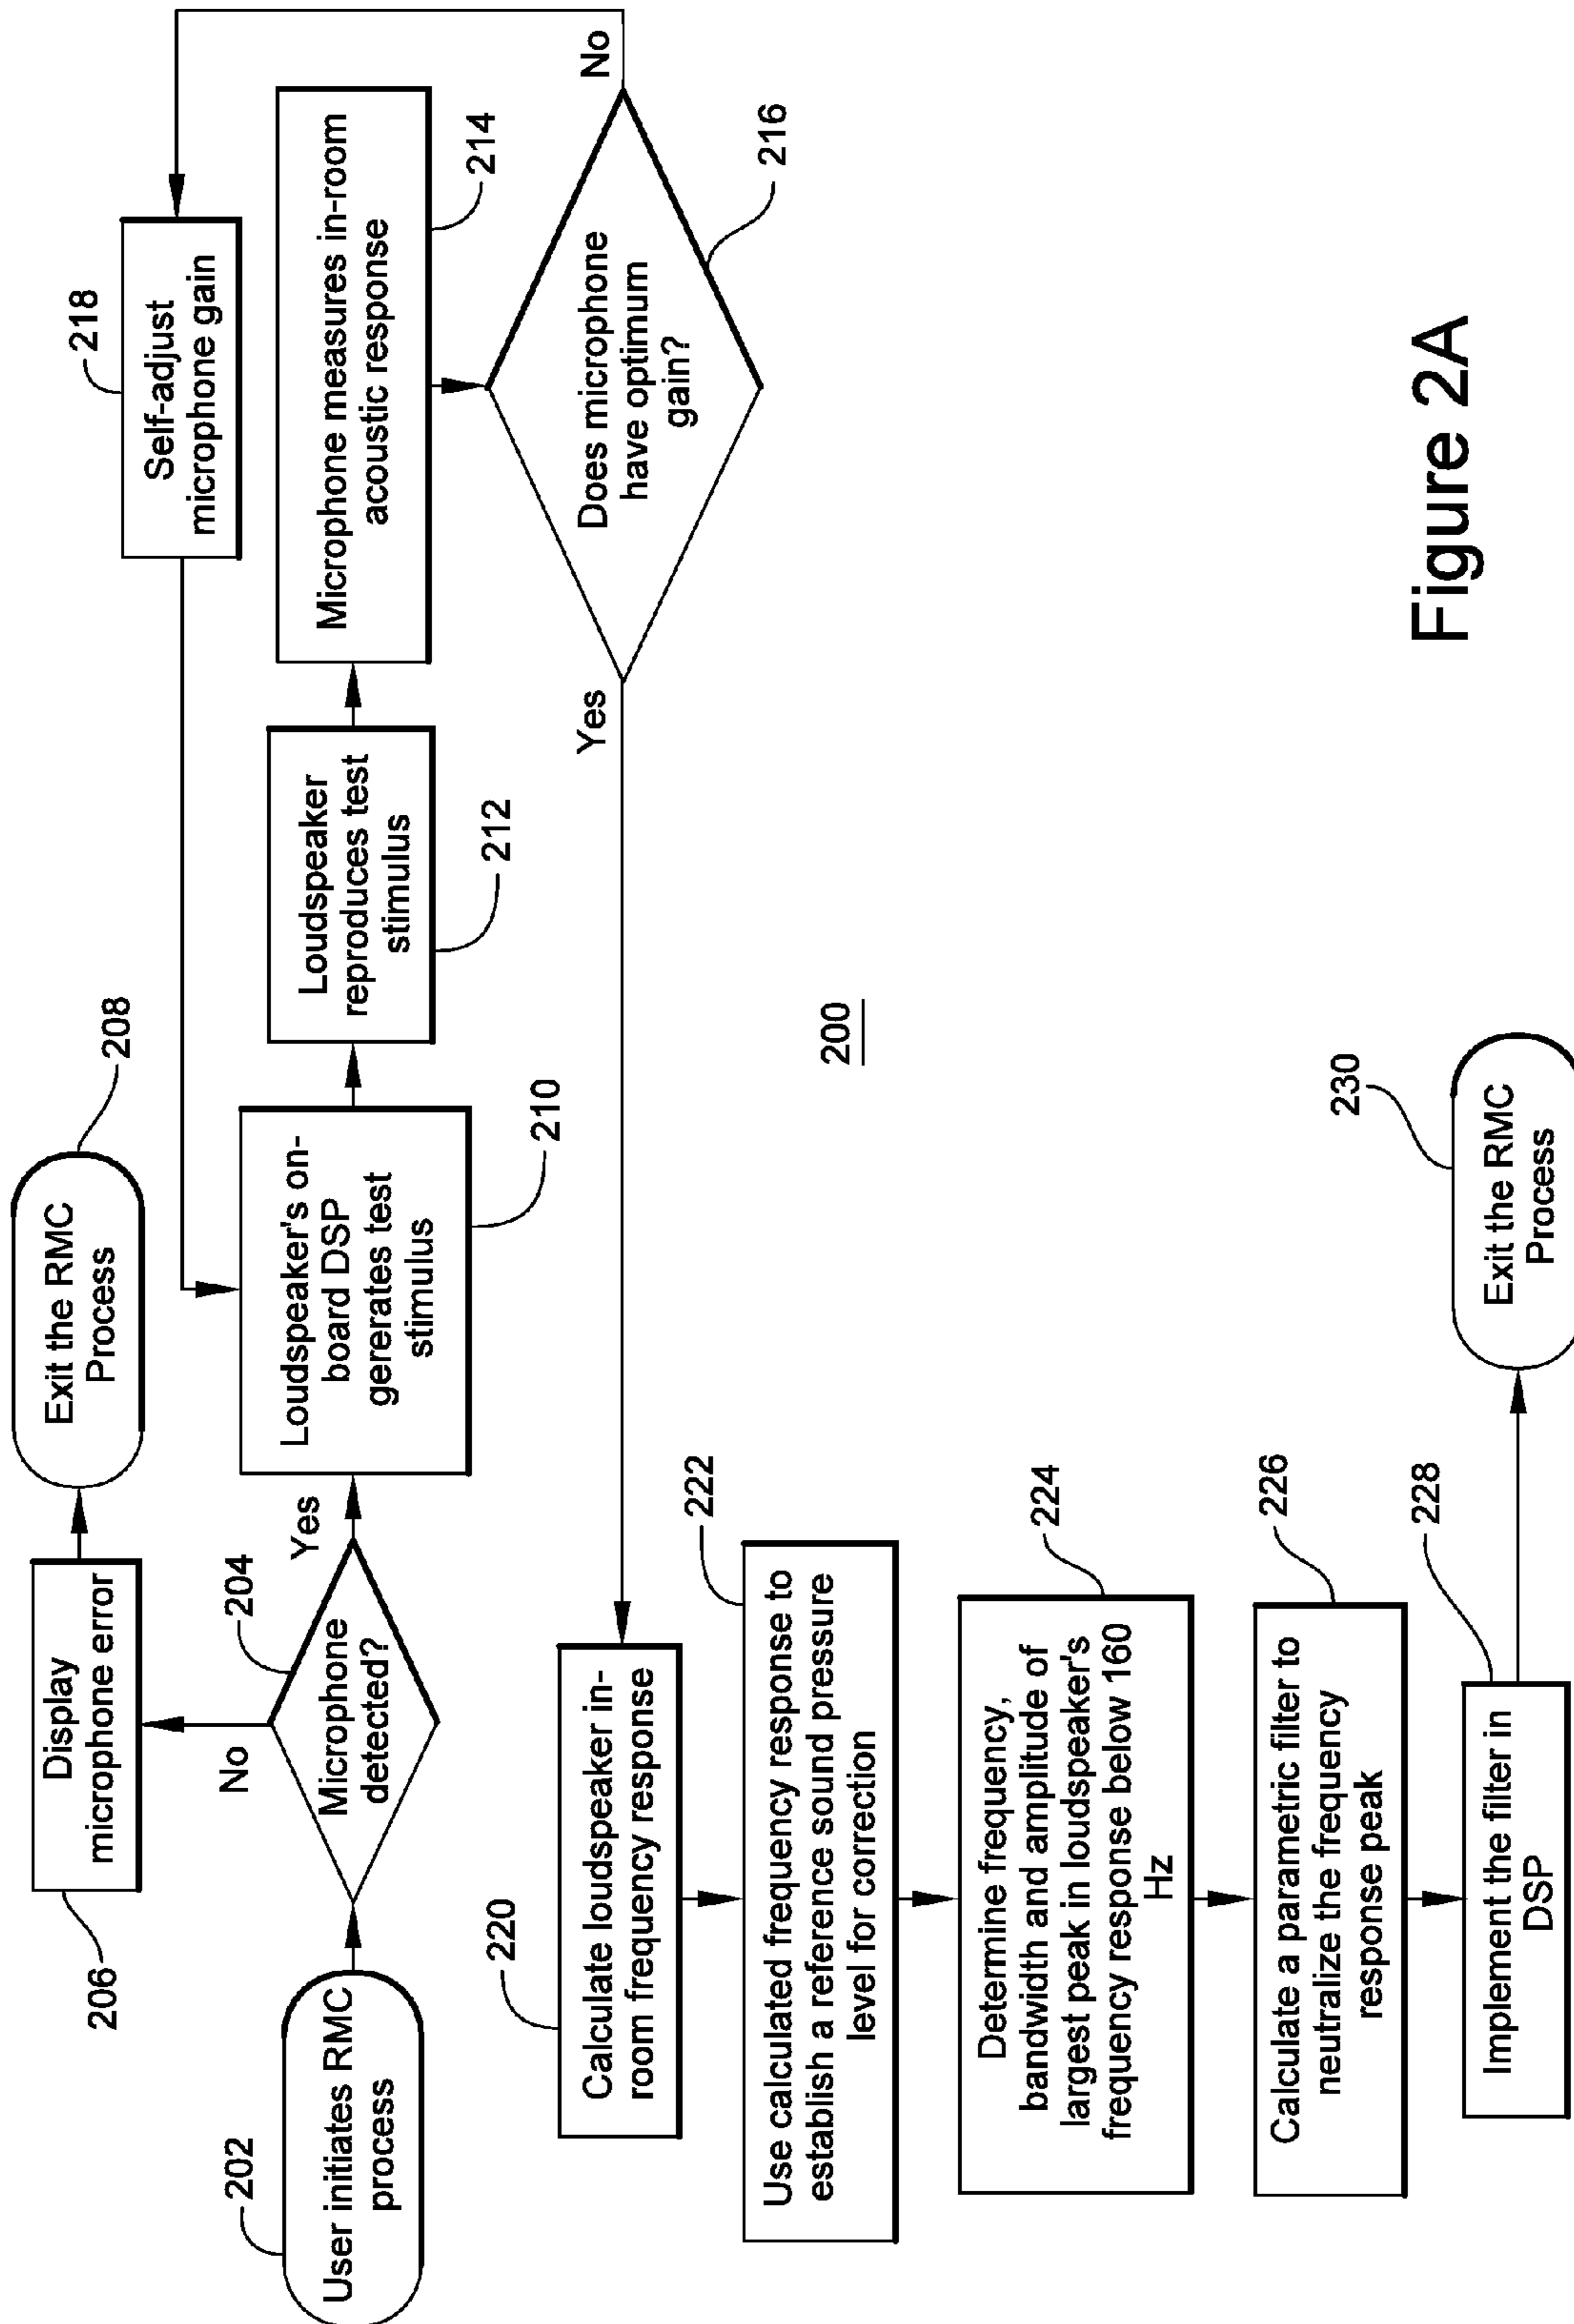 202
User initiates RMC
process
204
Microphone
detected?
No
Yes
206
Display
microphone error
208
Exit the RMC
Process
210
Loudspeaker's on-
board DSP
gererates test
stimulus
212
Loudspeaker
reproduces test
stimulus
214
Microphone measures in-room
acoustic response
216
Does microphone
have optimum
gain?
No
Yes
218
Self-adjust
microphone gain
220
Calculate loudspeaker in-
room frequency response
222
Use calculated frequency response to
establish a reference sound pressure
level for correction
224
Determine frequency,
bandwidth and amplitude of
largest peak in loudspeaker's
frequency response below 160
Hz
226
Calculate a parametric filter to
neutralize the frequency
response peak
228
Implement the filter in
DSP
230
Exit the RMC
Process
200
Figure 2A